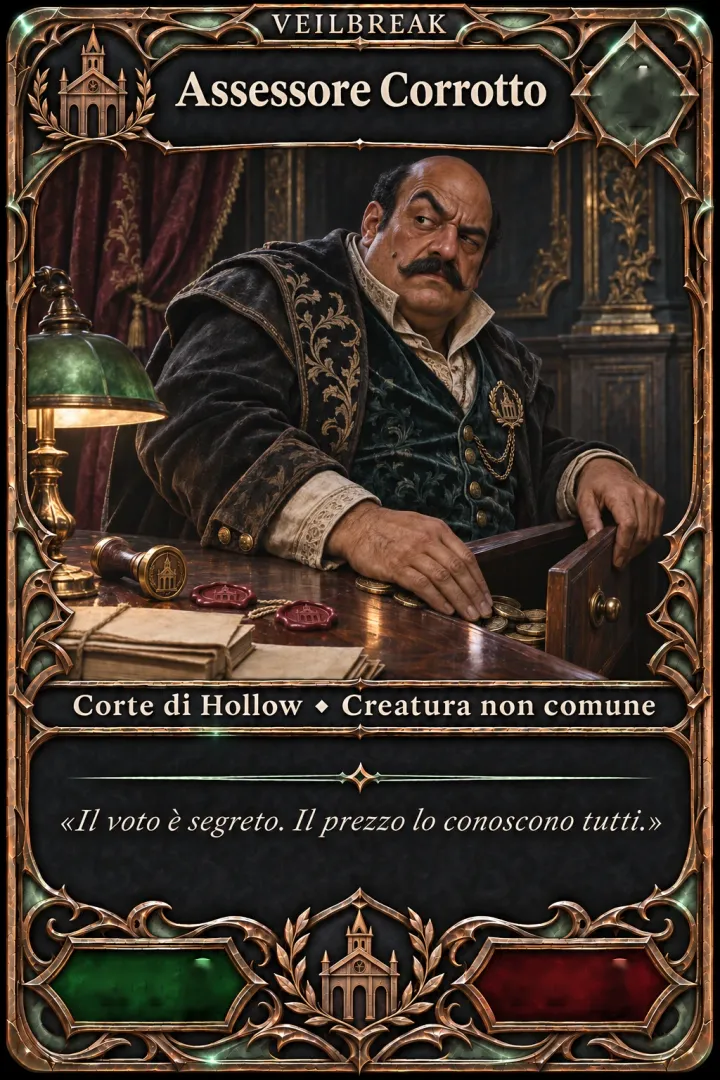 VEILBREAK
Assessore Corrotto
Corte di Hollow ◆ Creatura non comune
«Il voto è segreto. Il prezzo lo conoscono tutti.»